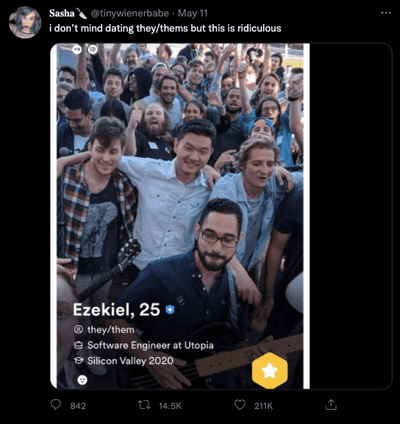 Sasha🔪 @tinywienerbabe · May 11
i don't mind dating they/thems but this is ridiculous
Ezekiel, 25
they/them
Software Engineer at Utopia
Silicon Valley 2020
842 14.5K 211K